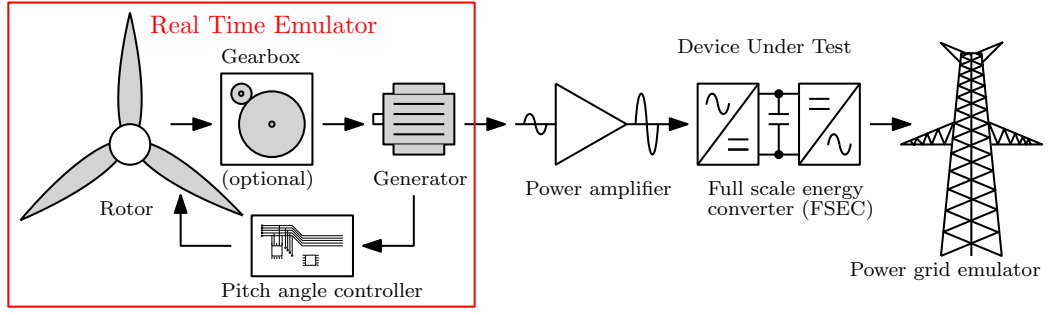 Real Time Emulator
Gearbox
(optional)
Rotor
Generator
Pitch angle controller
Power amplifier
Device Under Test
Full scale energy
converter (FSEC)
Power grid emulator